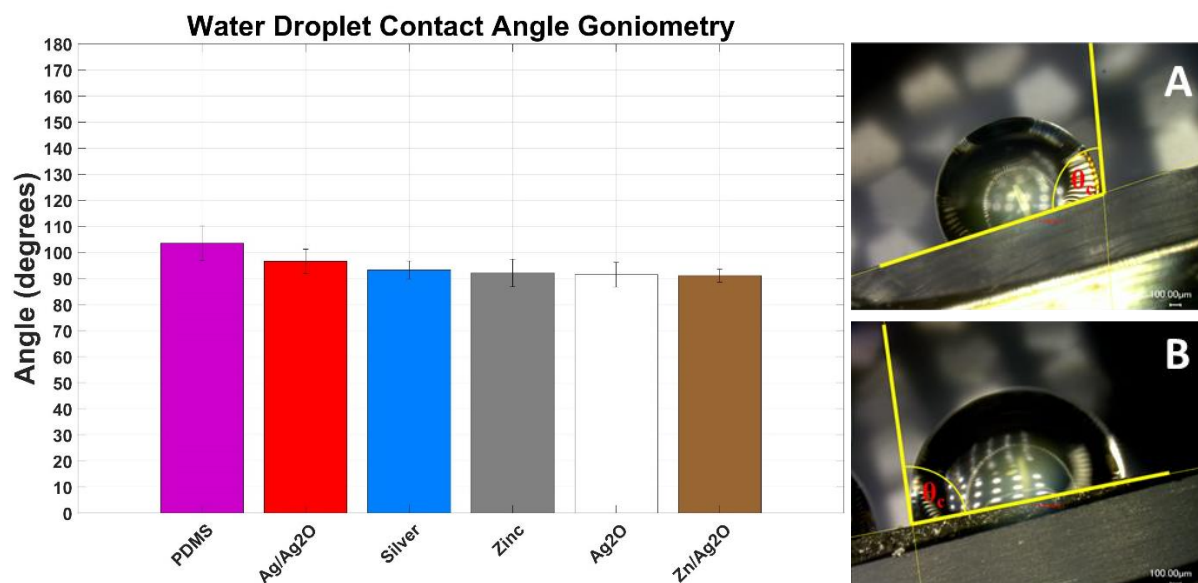 Water Droplet Contact Angle Goniometry
Angle (degrees)
180
170
160
150
140
130
120
110
100
90
80
70
60
50
40
30
20
10
0
PDMS
Ag/Ag2O
Silver
Zinc
Ag2O
Zn/Ag2O
A
θc
100.00μm
B
θc
100.00μm